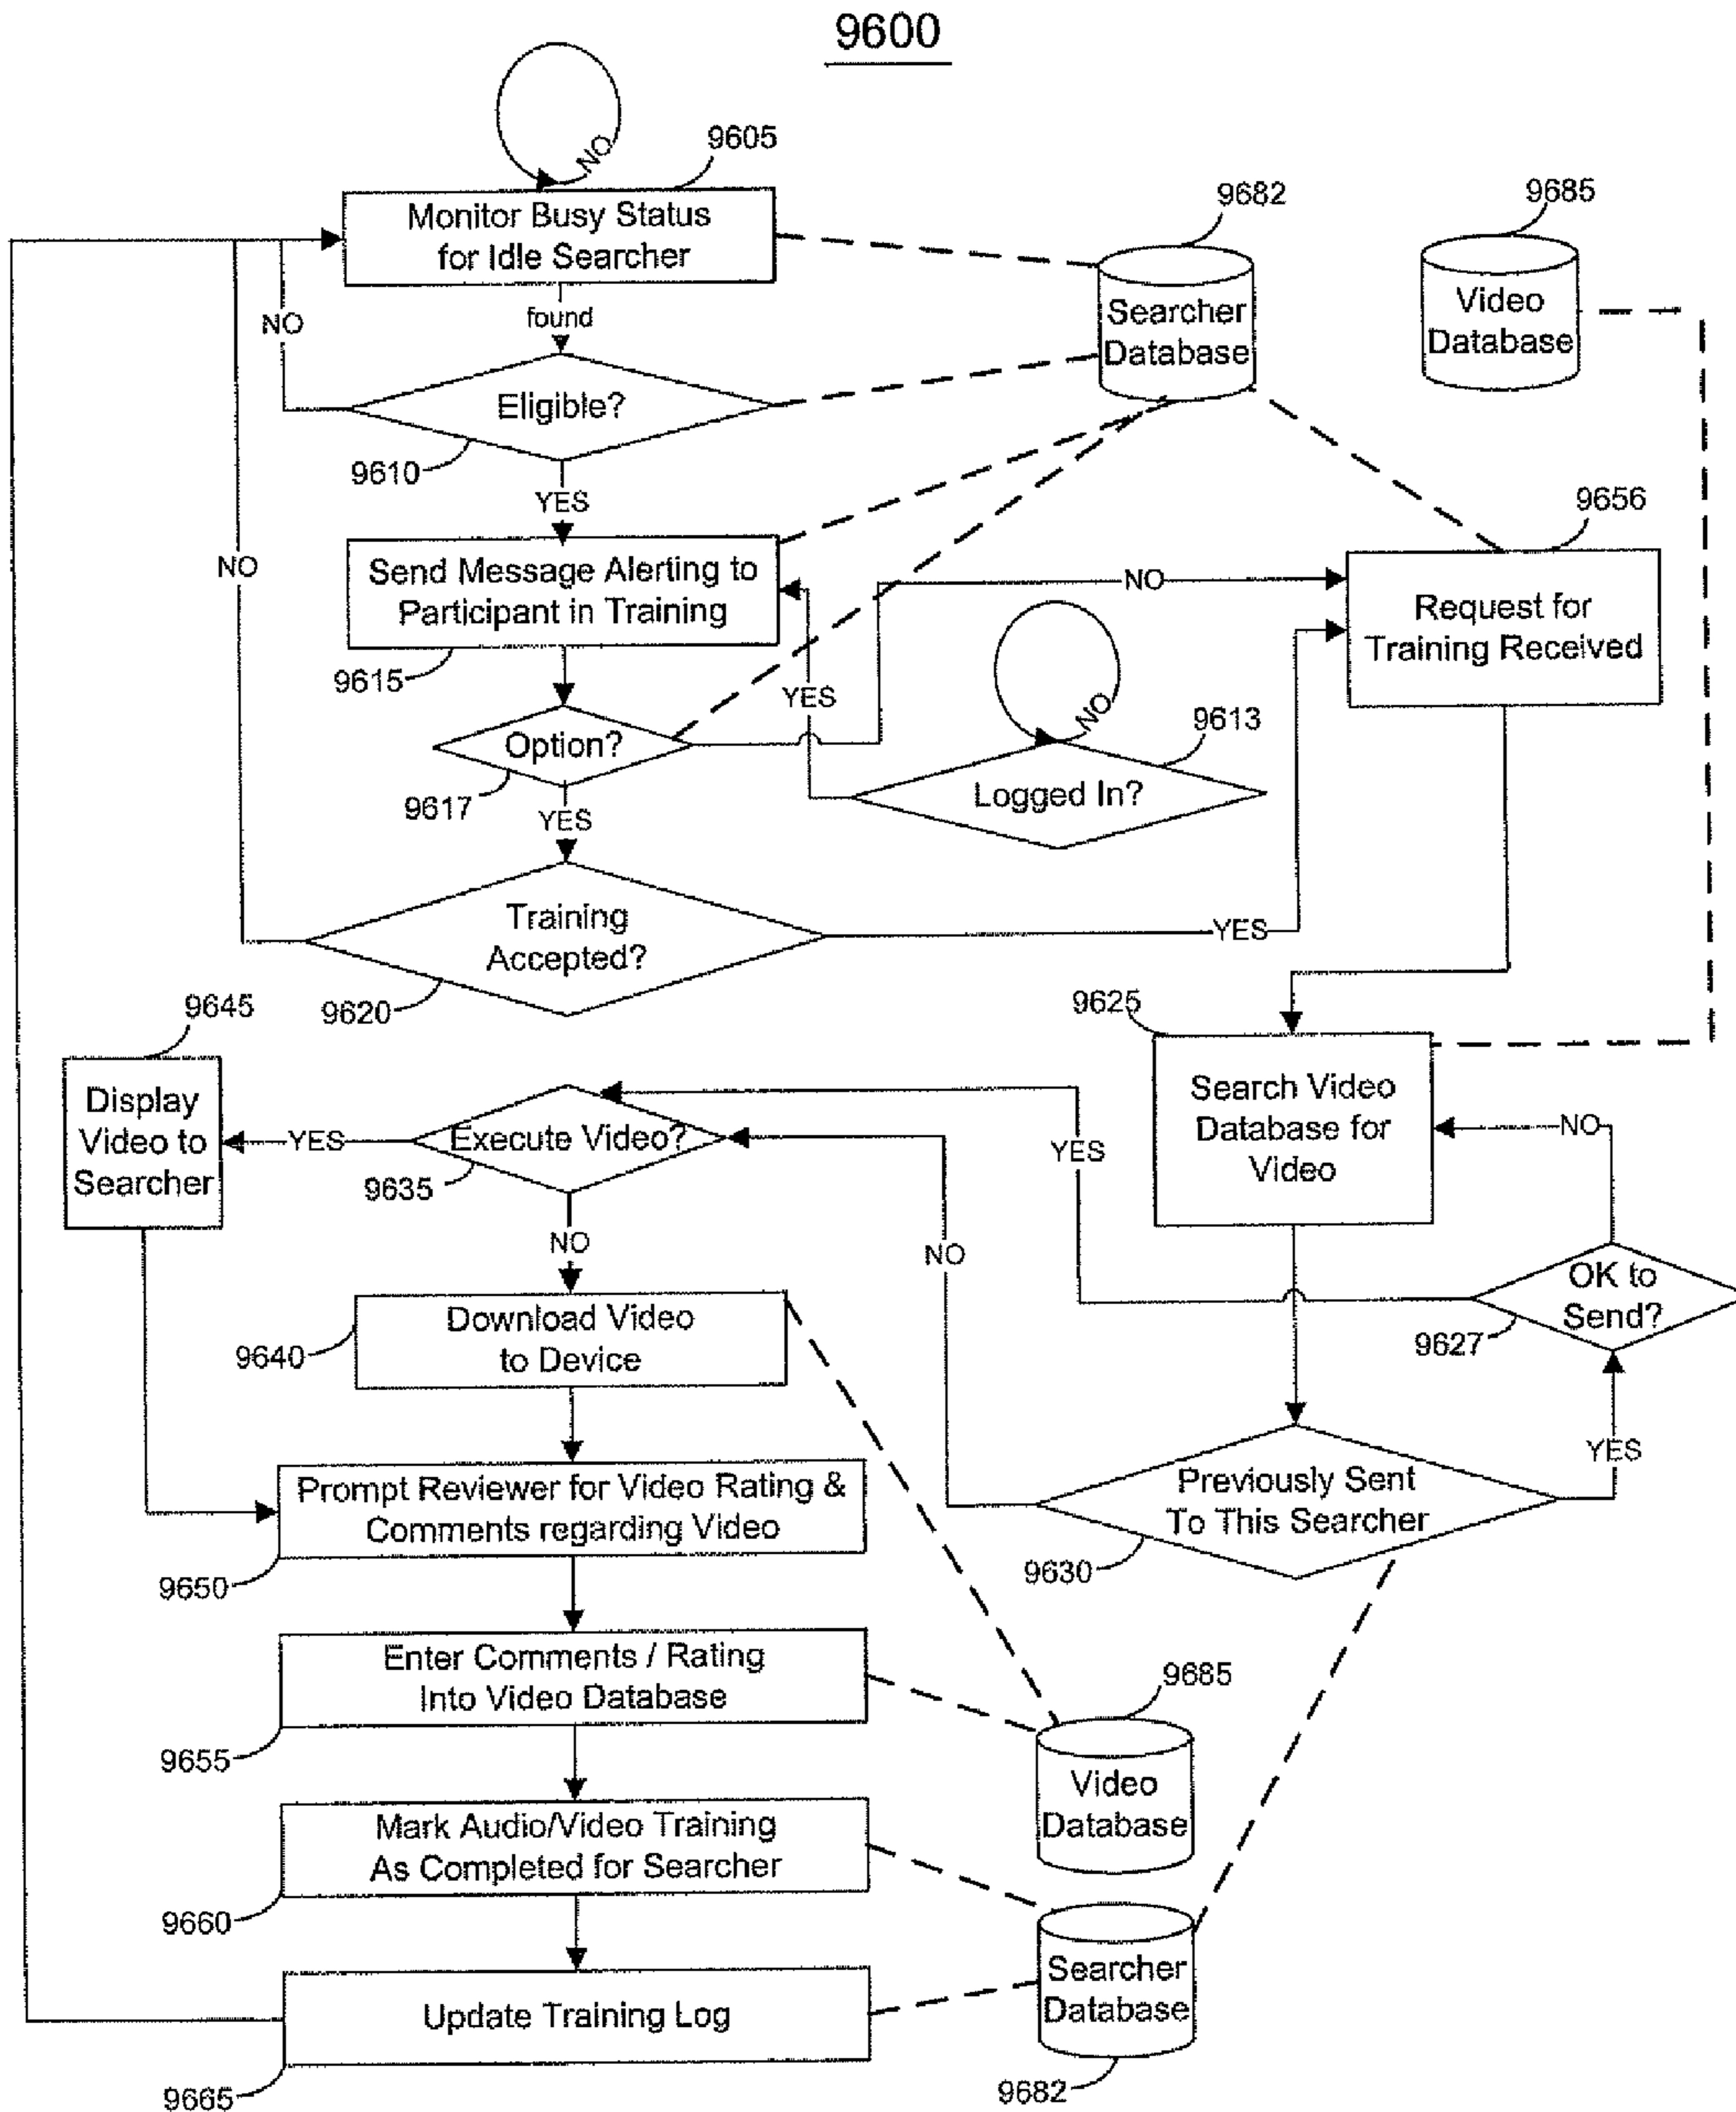 9600
NO
9605
Monitor Busy Status
for Idle Searcher
9682
Searcher
Database
9685
Video
Database
found
NO
Eligible?
9610
YES
NO
Send Message Alerting to
Participant in Training
9615
NO
9656
Request for
Training Received
YES
NO
9613
Logged In?
Option?
9617
YES
Training
Accepted?
9620
YES
9645
Display
Video to
Searcher
YES
Execute Video?
9635
NO
YES
9625
Search Video
Database for
Video
NO
NO
OK to
Send?
9627
YES
Download Video
to Device
9640
Previously Sent
To This Searcher
9630
Prompt Reviewer for Video Rating &
Comments regarding Video
9650
Enter Comments / Rating
Into Video Database
9655
9685
Video
Database
Mark Audio/Video Training
As Completed for Searcher
9660
Searcher
Database
9682
Update Training Log
9665